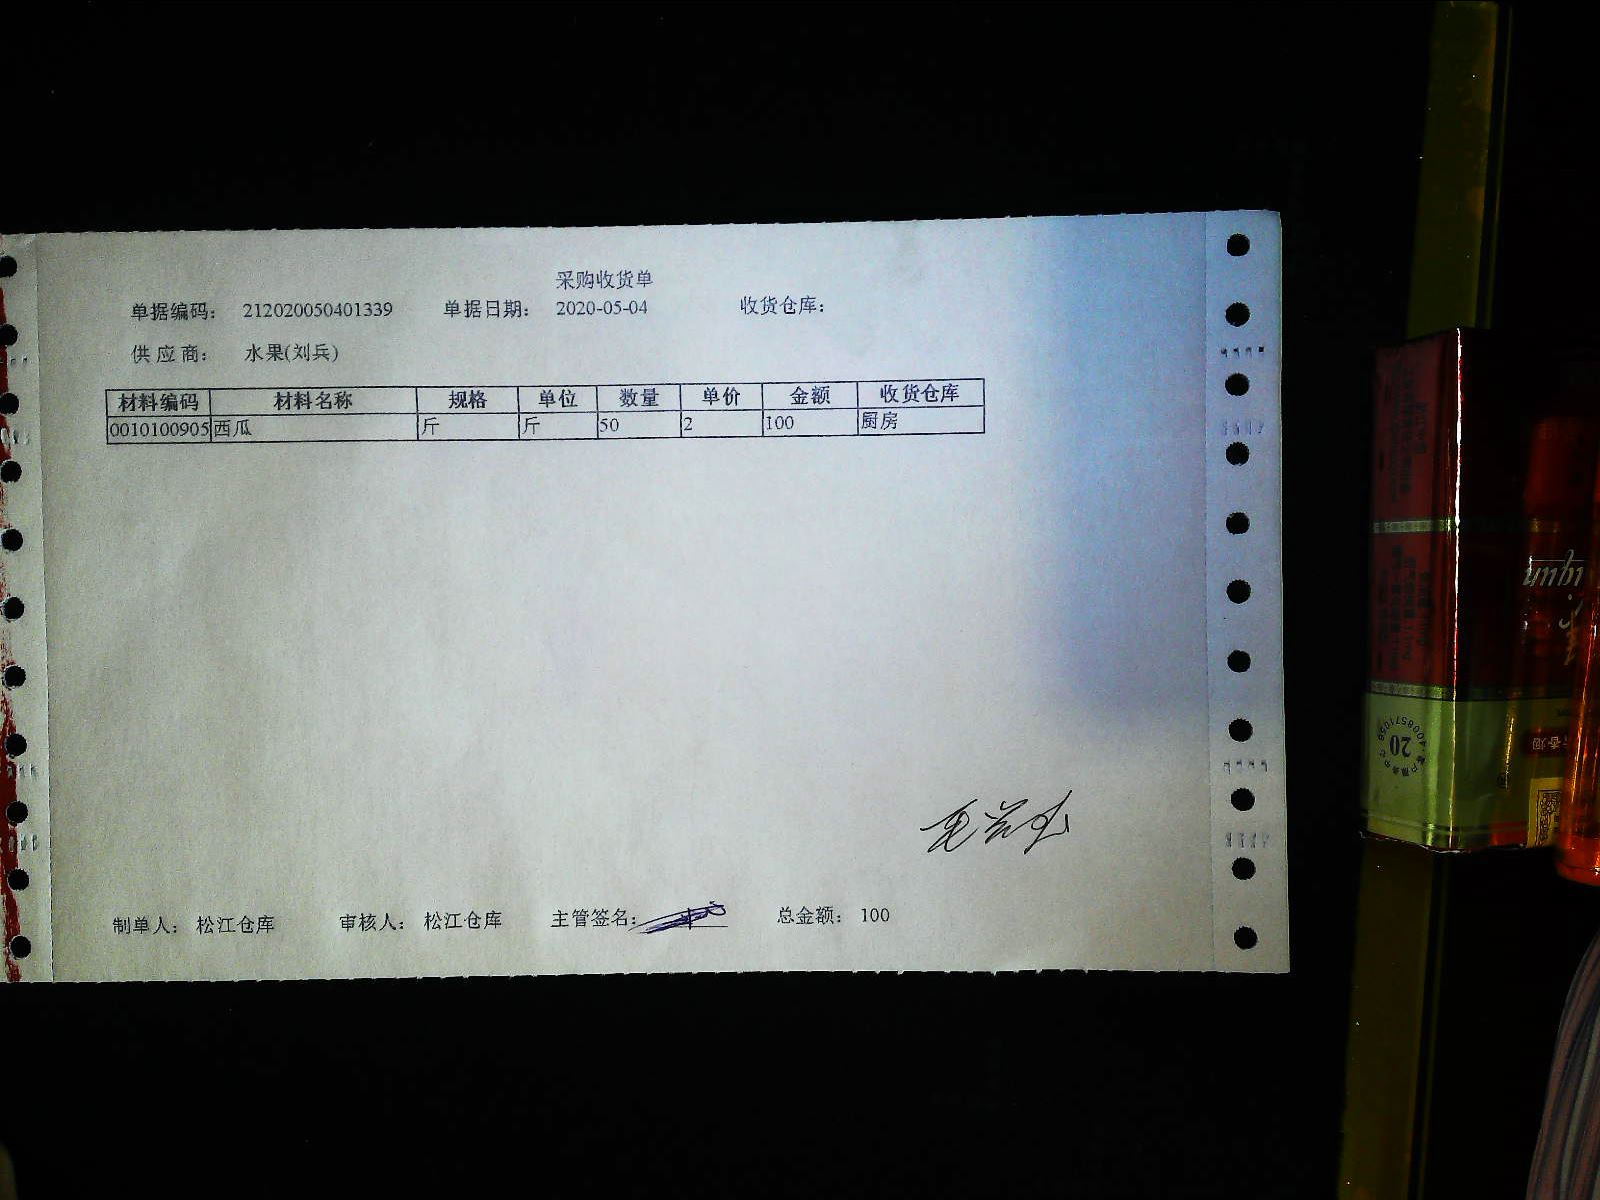 采购收货单
单据编码: 212020050401339 单据日期: 2020-05-04 收货仓库:
供应商: 水果(刘兵)
材料编码 材料名称 规格 单位 数量 单价 金额 收货仓库
0010100905 西瓜 斤 斤 50 2 100 厨房
制单人: 松江仓库 审核人: 松江仓库 主管签名: 总金额: 100
20
4008571058